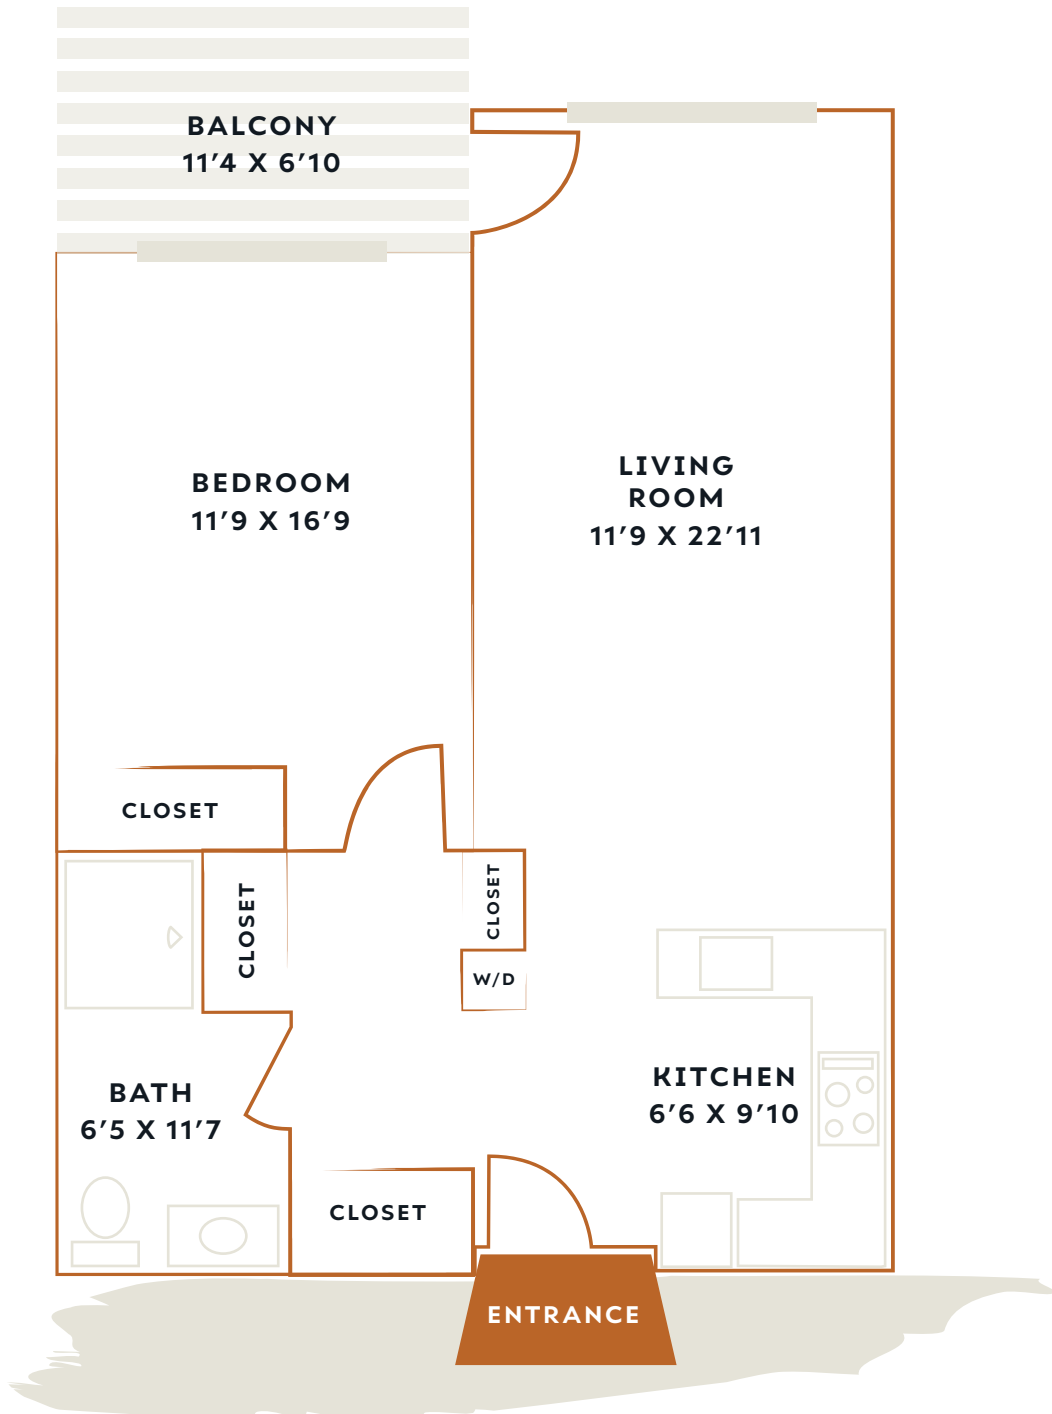 BALCONY
11’4 X 6’10
BEDROOM
11’9 X 16’9
LIVING
ROOM
11’9 X 22’11
CLOSET
CLOSET
CLOSET
W/D
BATH
6’5 X 11’7
KITCHEN
6’6 X 9’10
CLOSET
ENTRANCE